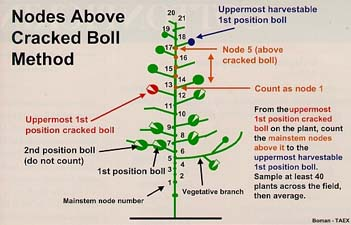 Nodes Above
Cracked Boll
Method
20
21
19
18
17
16
15
14
13
12
11
10
9
8
7
6
5
4
3
2
1
Uppermost harvestable
1st position boll
Node 5 (above
cracked boll)
Count as node 1
Uppermost 1st
position cracked
boll
2nd position boll
(do not count)
1st position boll
Mainstem node number
Vegetative branch
From the uppermost
1st position cracked
boll on the plant, count
the mainstem nodes
above it to the
uppermost harvestable
1st position boll.
Sample at least 40
plants across the field,
then average.
Boman - TAEX